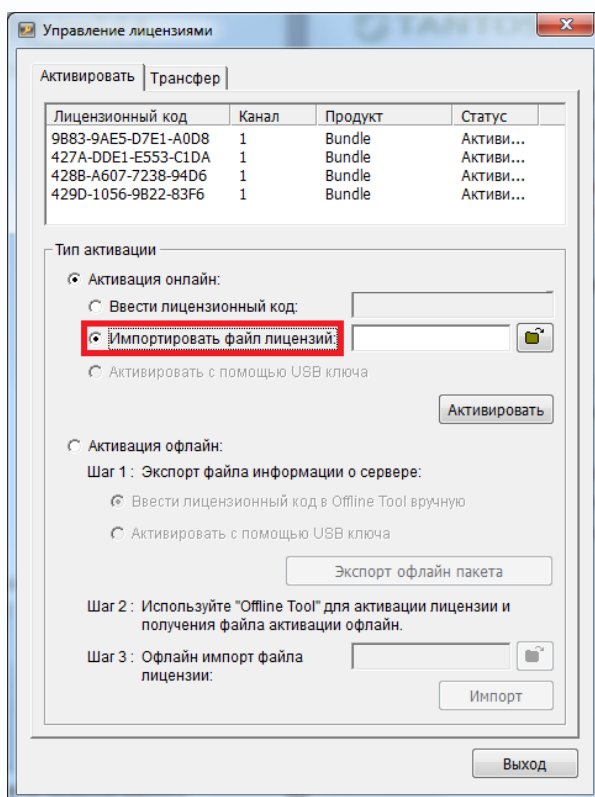 TANTOS
Управление лицензиями
Активировать Трансфер
Лицензионный код Канал Продукт Статус
9B83-9AE5-D7E1-A0D8 1 Bundle Активи...
427A-DDE1-E553-C1DA 1 Bundle Активи...
428B-A607-7238-94D6 1 Bundle Активи...
429D-1056-9B22-83F6 1 Bundle Активи...
Тип активации
Активация онлайн:
Ввести лицензионный код:
Импортировать файл лицензий:
Активировать с помощью USB ключа
Активировать
Активация офлайн:
Шаг 1 : Экспорт файла информации о сервере:
Ввести лицензионный код в Offline Tool вручную
Активировать с помощью USB ключа
Экспорт офлайн пакета
Шаг 2 : Используйте "Offline Tool" для активации лицензии и
получения файла активации офлайн.
Шаг 3 : Офлайн импорт файла
лицензии:
Импорт
Выход